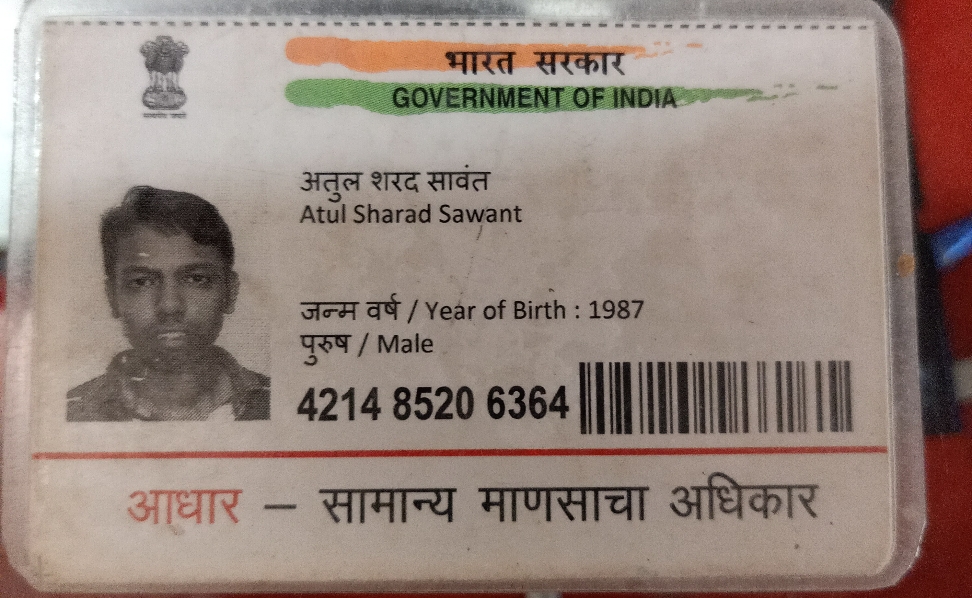 भारत सरकार
GOVERNMENT OF INDIA
अतुल शरद सावंत
Atul Sharad Sawant
जन्म वर्ष / Year of Birth : 1987
पुरुष / Male
4214 8520 6364
आधार – सामान्य माणसाचा अधिकार